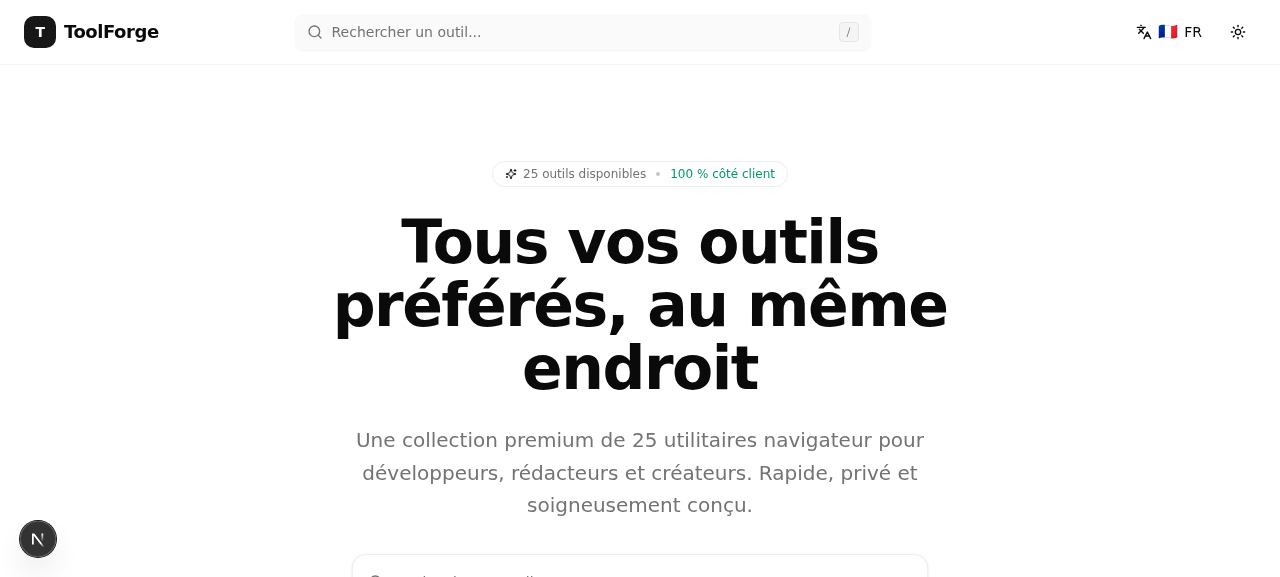 T ToolForge
Rechercher un outil...
/
🇫🇷 FR
25 outils disponibles • 100 % côté client
Tous vos outils
préférés, au même
endroit
Une collection premium de 25 utilitaires navigateur pour
développeurs, rédacteurs et créateurs. Rapide, privé et
soigneusement conçu.
N